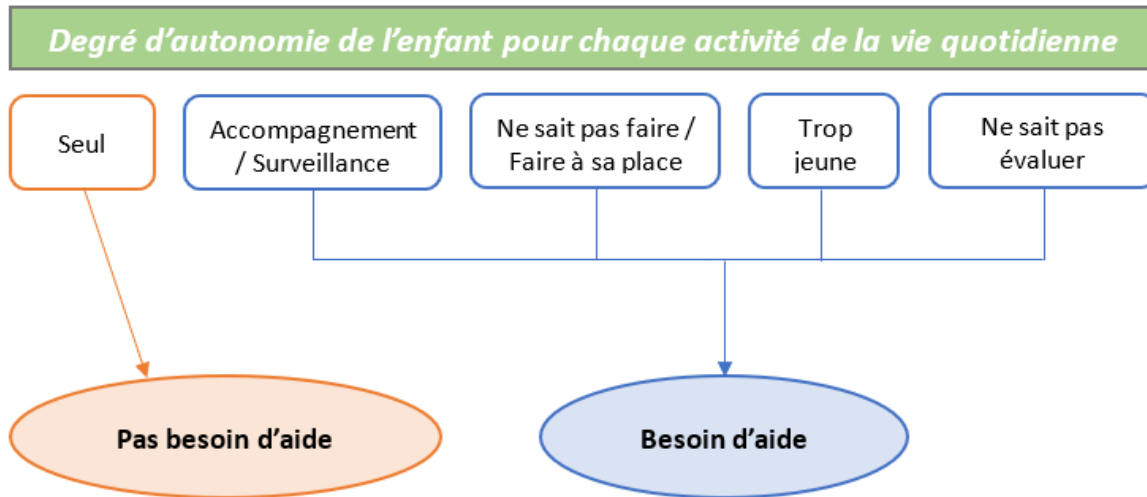 Degré d’autonomie de l’enfant pour chaque activité de la vie quotidienne
Seul
Accompagnement
/ Surveillance
Ne sait pas faire /
Faire à sa place
Trop
jeune
Ne sait pas
évaluer
Pas besoin d’aide
Besoin d’aide